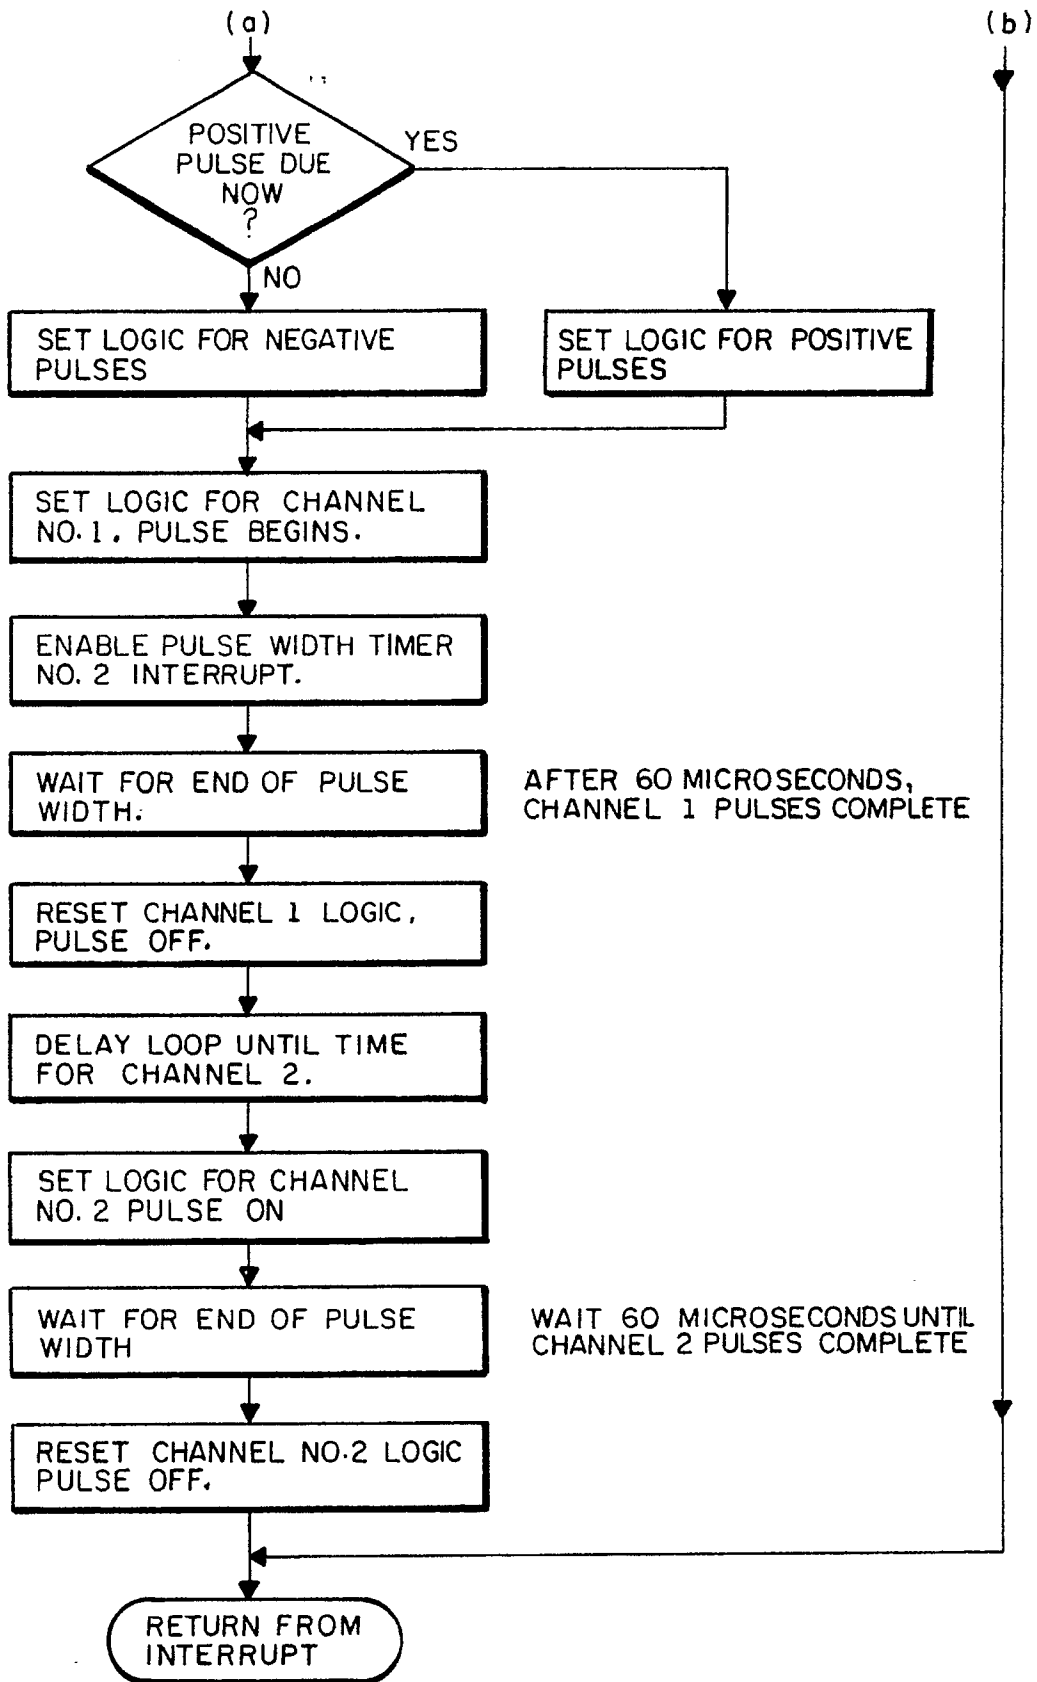 (a)
(b)
POSITIVE
PULSE DUE
NOW
?
YES
NO
SET LOGIC FOR NEGATIVE
PULSES
SET LOGIC FOR POSITIVE
PULSES
SET LOGIC FOR CHANNEL
NO.1. PULSE BEGINS.
ENABLE PULSE WIDTH TIMER
NO. 2 INTERRUPT.
WAIT FOR END OF PULSE
WIDTH.
AFTER 60 MICROSECONDS,
CHANNEL 1 PULSES COMPLETE
RESET CHANNEL 1 LOGIC,
PULSE OFF.
DELAY LOOP UNTIL TIME
FOR CHANNEL 2.
SET LOGIC FOR CHANNEL
NO. 2 PULSE ON
WAIT FOR END OF PULSE
WIDTH
WAIT 60 MICROSECONDS UNTIL
CHANNEL 2 PULSES COMPLETE
RESET CHANNEL NO.2 LOGIC
PULSE OFF.
RETURN FROM
INTERRUPT